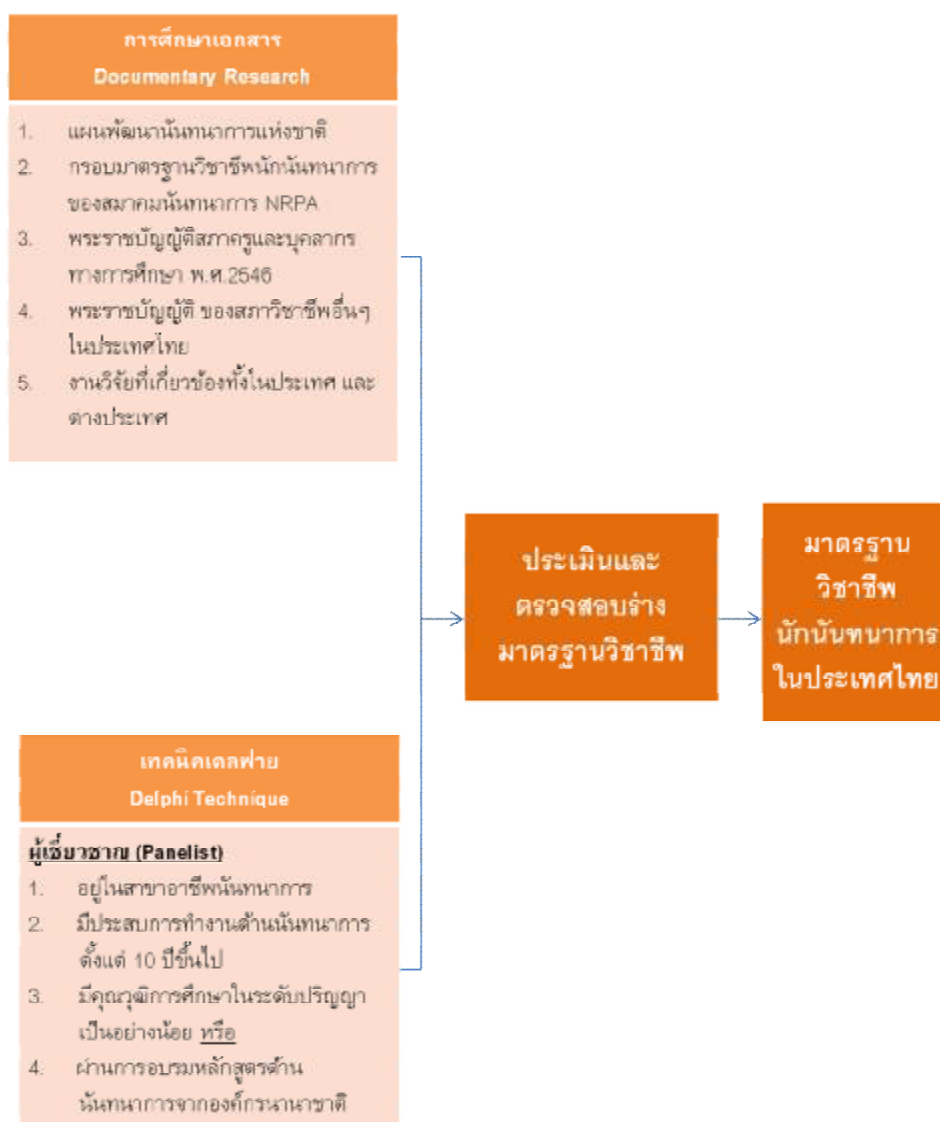 การศึกษาเอกสาร
Documentary Research
1. แผนพัฒนานันทนาการแห่งชาติ
2. กรอบมาตรฐานวิชาชีพนักนันทนาการ
ของสมาคมนันทนาการ NRPA
3. พระราชบัญญัติสภาครูและบุคลากร
ทางการศึกษา พ.ศ.2546
4. พระราชบัญญัติ ของสภาวิชาชีพอื่นๆ
ในประเทศไทย
5. งานวิจัยที่เกี่ยวข้องทั้งในประเทศ และ
ต่างประเทศ
ประเมินและ
ตรวจสอบร่าง
มาตรฐานวิชาชีพ
มาตรฐาน
วิชาชีพ
นักนันทนาการ
ในประเทศไทย
เทคนิคเดลฟาย
Delphi Technique
ผู้เชี่ยวชาญ (Panelist)
1. อยู่ในสาขาอาชีพนันทนาการ
2. มีประสบการทำงานด้านนันทนาการ
ตั้งแต่ 10 ปีขึ้นไป
3. มีคุณวุฒิการศึกษาในระดับปริญญา
เป็นอย่างน้อย หรือ
4. ผ่านการอบรมหลักสูตรด้าน
นันทนาการจากองค์กรนานาชาติ